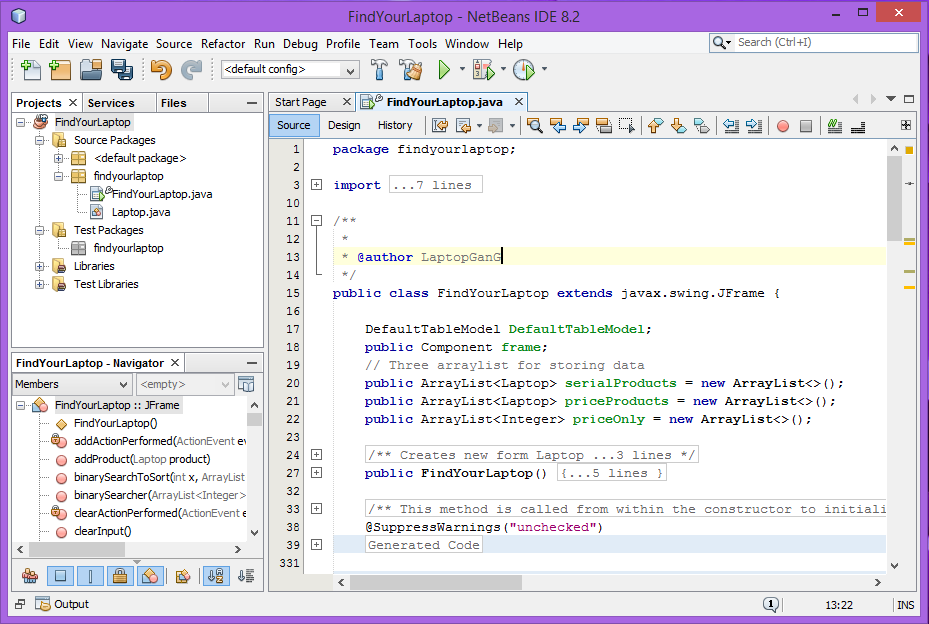 FindYourLaptop - NetBeans IDE 8.2
File Edit View Navigate Source Refactor Run Debug Profile Team Tools Window Help
Search (Ctrl+I)
<default config>
Projects Services Files
FindYourLaptop
Source Packages
<default package>
findyourlaptop
FindYourLaptop.java
Laptop.java
Test Packages
findyourlaptop
Libraries
Test Libraries
FindYourLaptop - Navigator
Members <empty>
FindYourLaptop :: JFrame
FindYourLaptop()
addActionPerformed(ActionEvent ev
addProduct(Laptop product)
binarySearchToSort(int x, ArrayList
binarySearcher(ArrayList<Integer>
clearActionPerformed(ActionEvent e
clearInput()
Start Page FindYourLaptop.java
Source Design History
1 package findyourlaptop;
2
3 import ...7 lines
10
11 /**
12 *
13 * @author LaptopGanG
14 */
15 public class FindYourLaptop extends javax.swing.JFrame {
16
17 DefaultTableModel DefaultTableModel;
18 public Component frame;
19 // Three arraylist for storing data
20 public ArrayList<Laptop> serialProducts = new ArrayList<>();
21 public ArrayList<Laptop> priceProducts = new ArrayList<>();
22 public ArrayList<Integer> priceOnly = new ArrayList<>();
23
24 /** Creates new form Laptop ...3 lines */
27 public FindYourLaptop() {...5 lines }
32
33 /** This method is called from within the constructor to initiali
38 @SuppressWarnings("unchecked")
39 Generated Code
331
Output
1
13:22
INS